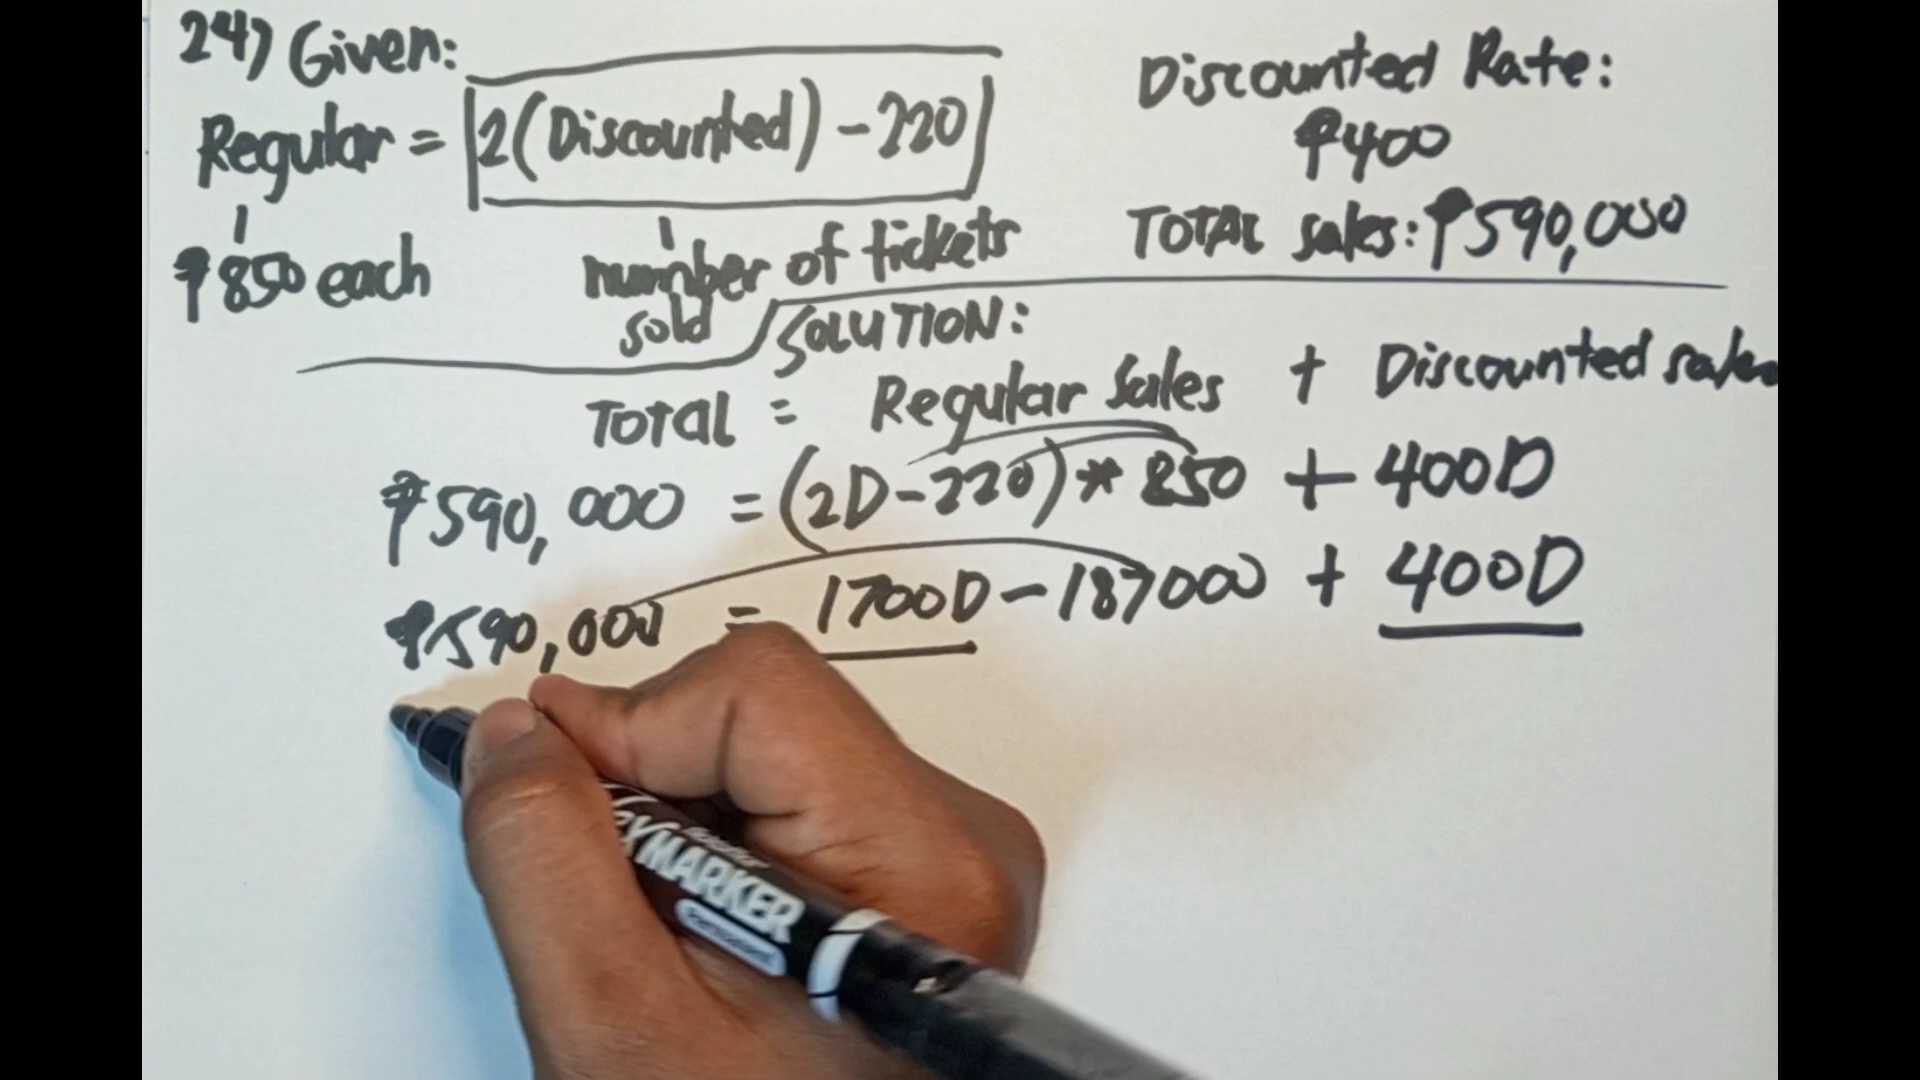 24) Given:
Regular = 2(Discounted) - 220
₱850 each
number of tickets
sold
Discounted Rate:
₱400
TOTAL sales: ₱590,000
SOLUTION:
TOTAL = Regular Sales + Discounted sales
₱590,000 = (2D-220) * 850 + 400D
₱590,000 = 1700D - 187000 + 400D
MARKER